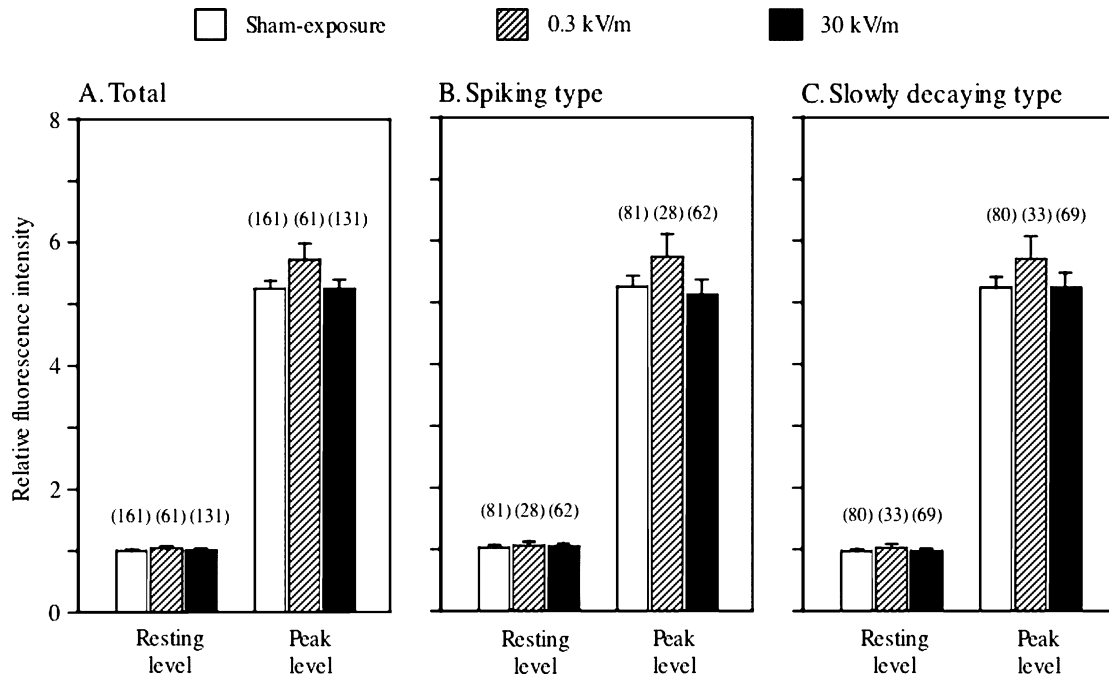 Sham-exposure
0.3 kV/m
30 kV/m
A. Total
B. Spiking type
C. Slowly decaying type
Relative fluorescence intensity
8
6
4
2
0
(161) (61) (131)
(161) (61) (131)
Resting level
Peak level
(81) (28) (62)
(81) (28) (62)
Resting level
Peak level
(80) (33) (69)
(80) (33) (69)
Resting level
Peak level